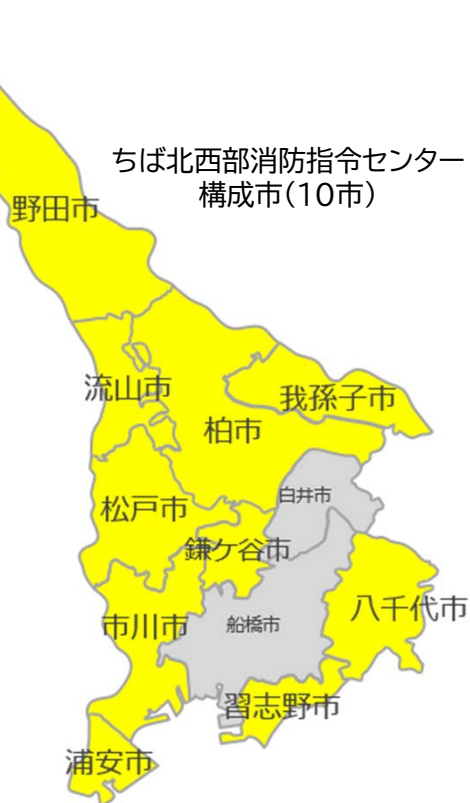 ちば北西部消防指令センター
構成市(10市)
野田市
流山市
我孫子市
柏市
白井市
松戸市
鎌ケ谷市
八千代市
市川市
船橋市
習志野市
浦安市